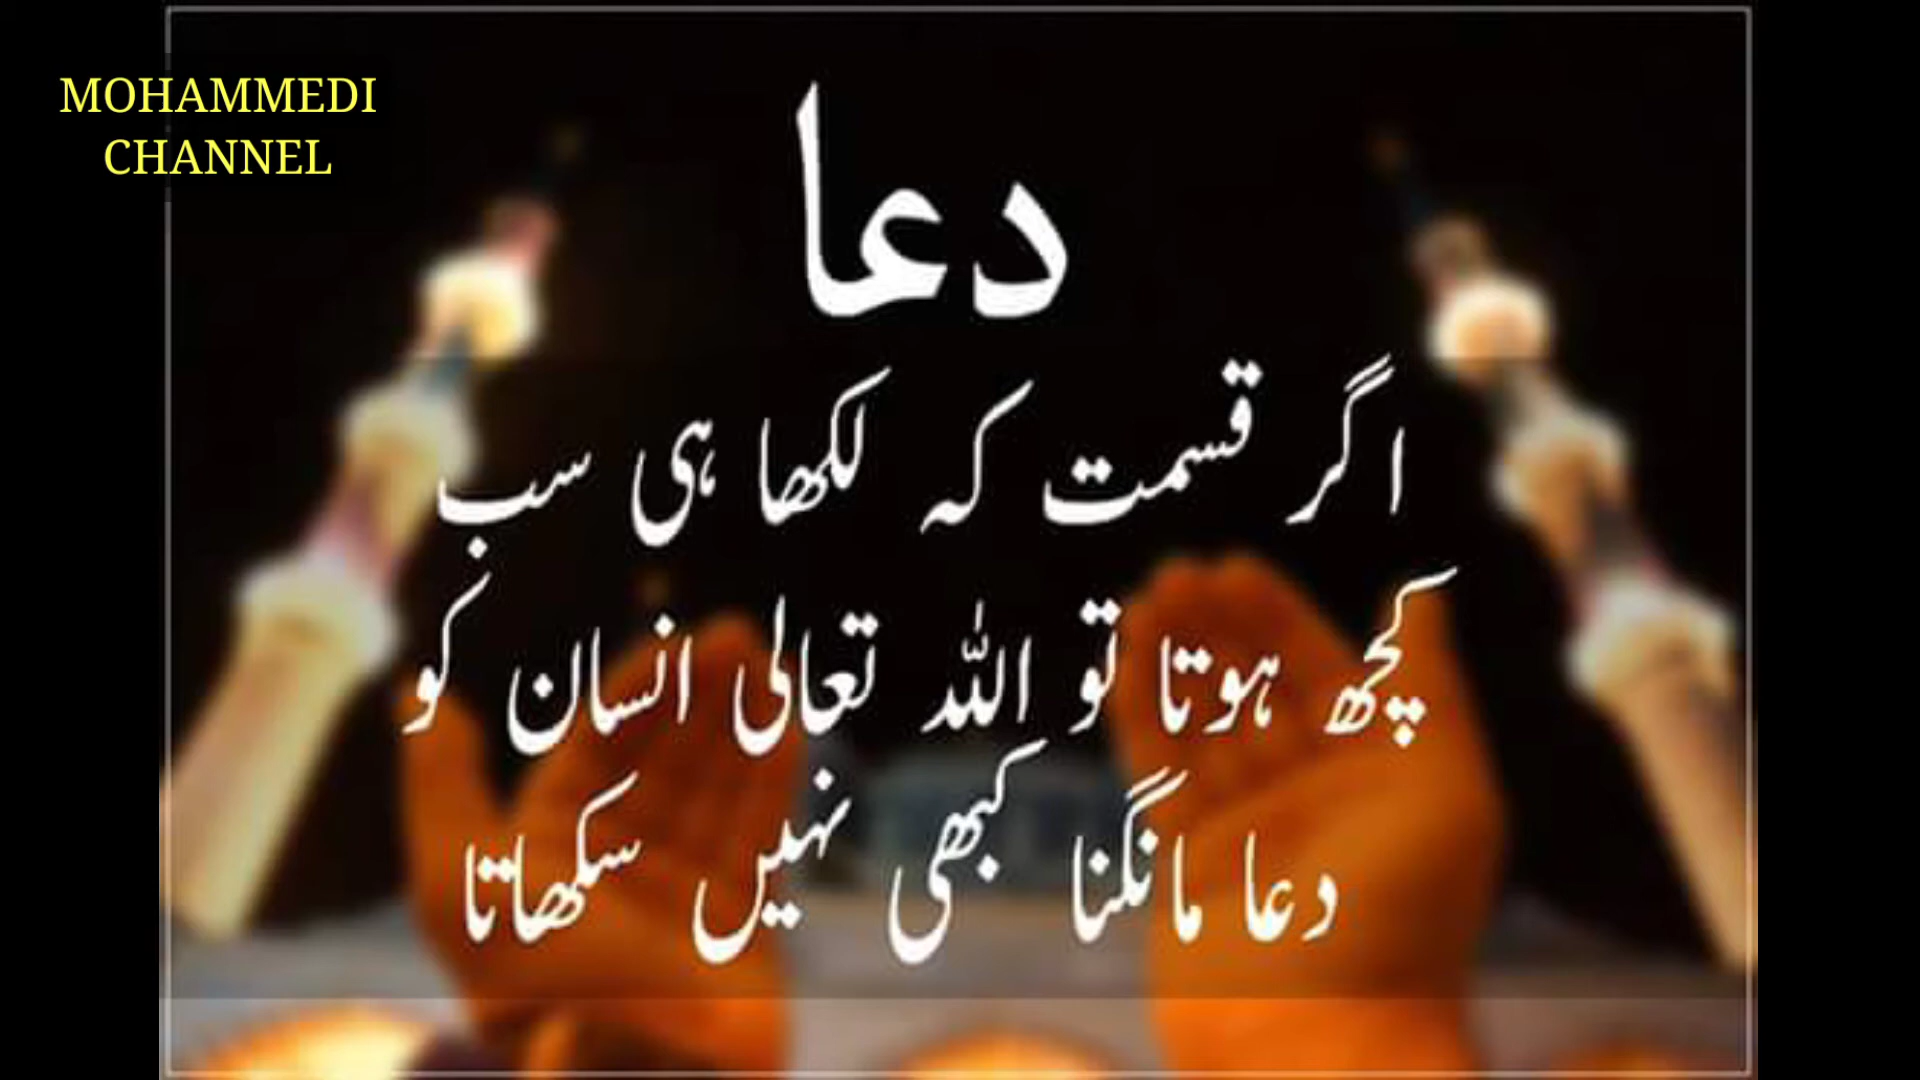 MOHAMMEDI
CHANNEL
دعا
اگر قسمت کہ لکھا ہی سب
کچھ ہوتا تو اللہ تعالی انسان کو
دعا مانگنا کبھی نہیں سکھاتا